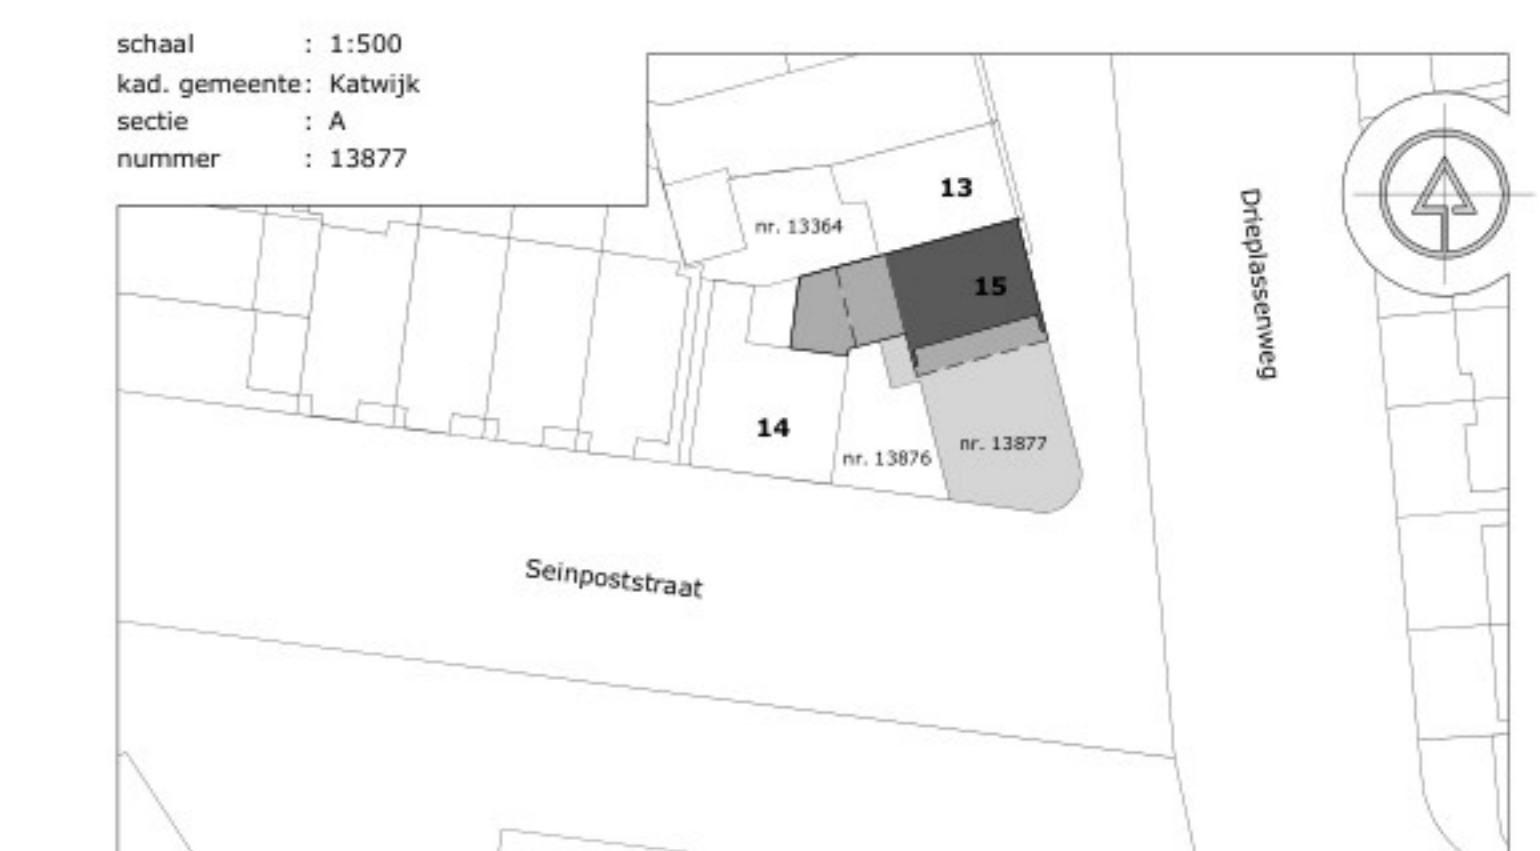 schaal : 1:500
kad. gemeente: Katwijk
sectie : A
nummer : 13877
13
nr. 13364
15
Drieplassenweg
14
nr. 13876
nr. 13877
Seinpoststraat